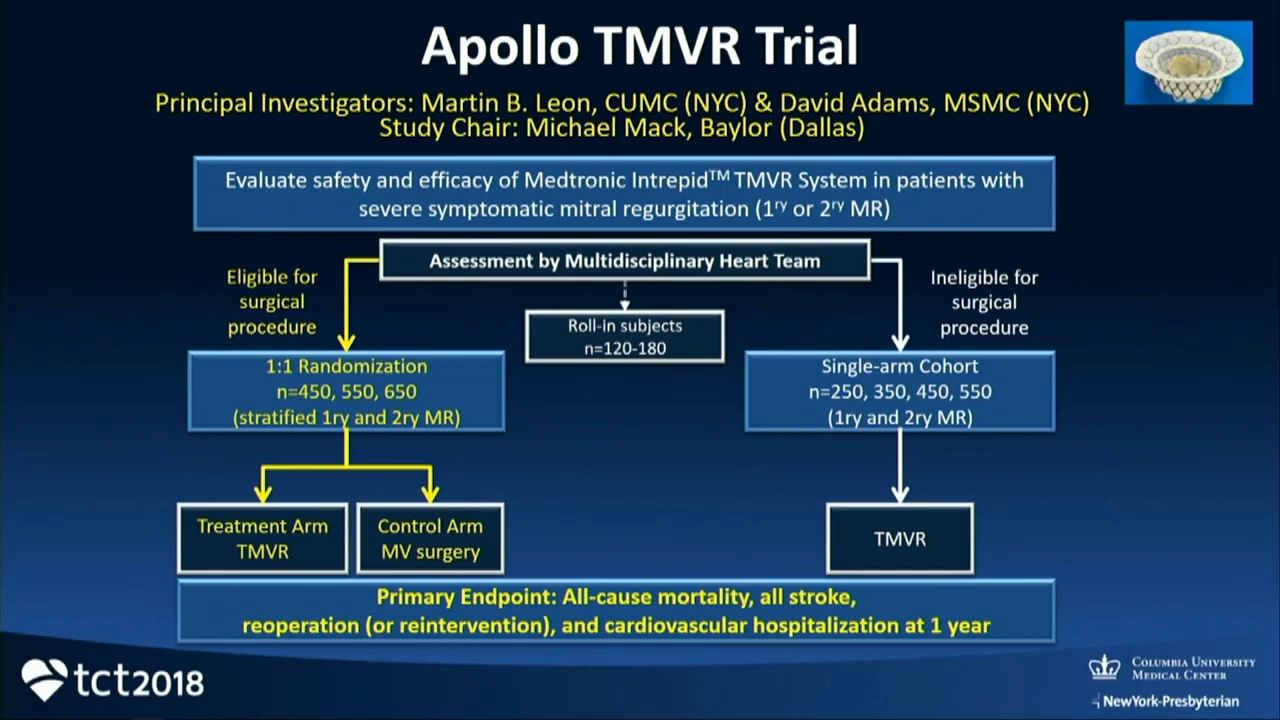 Apollo TMVR Trial
Principal Investigators: Martin B. Leon, CUMC (NYC) & David Adams, MSMC (NYC)
Study Chair: Michael Mack, Baylor (Dallas)
Evaluate safety and efficacy of Medtronic Intrepid™ TMVR System in patients with
severe symptomatic mitral regurgitation (1ʳʸ or 2ʳʸ MR)
Assessment by Multidisciplinary Heart Team
Eligible for
surgical
procedure
Roll-in subjects
n=120-180
Ineligible for
surgical
procedure
1:1 Randomization
n=450, 550, 650
(stratified 1ry and 2ry MR)
Single-arm Cohort
n=250, 350, 450, 550
(1ry and 2ry MR)
Treatment Arm
TMVR
Control Arm
MV surgery
TMVR
Primary Endpoint: All-cause mortality, all stroke,
reoperation (or reintervention), and cardiovascular hospitalization at 1 year
tct2018
Columbia University
Medical Center
NewYork-Presbyterian